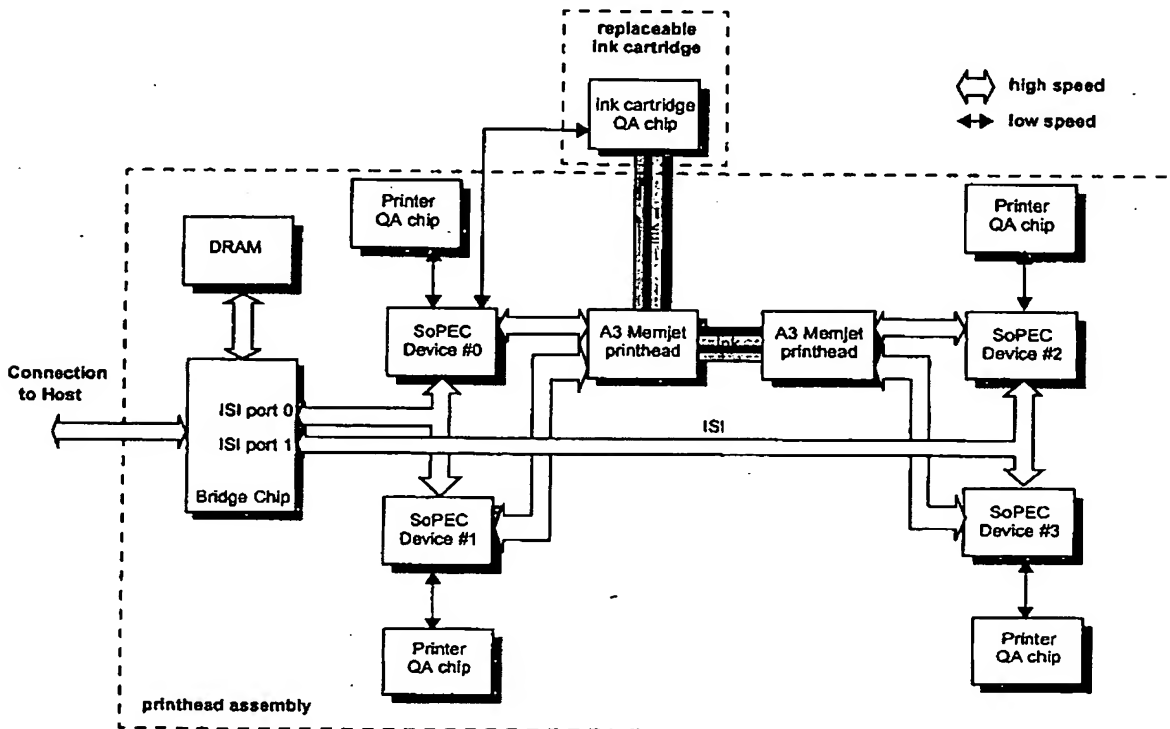 replaceable
ink cartridge
ink cartridge
QA chip
high speed
low speed
Printer
QA chip
Printer
QA chip
DRAM
ink
SoPEC
Device #0
A3 Memjet
printhead
ink
A3 Memjet
printhead
SoPEC
Device #2
Connection
to Host
ISI port 0
ISI port 1
ISI
Bridge Chip
SoPEC
Device #1
SoPEC
Device #3
Printer
QA chip
Printer
QA chip
printhead assembly